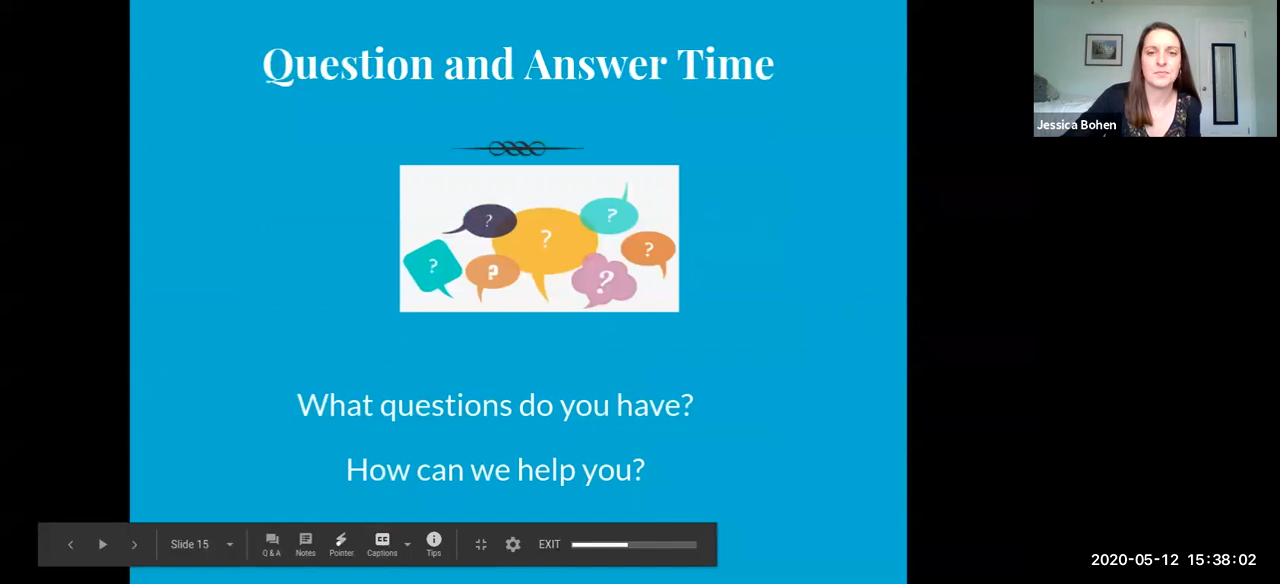 Question and Answer Time
Jessica Bohen
?
?
?
?
?
?
?
What questions do you have?
How can we help you?
Slide 15
Q & A
Notes
Pointer
CC
Captions
Tips
EXIT
2020-05-12 15:38:02